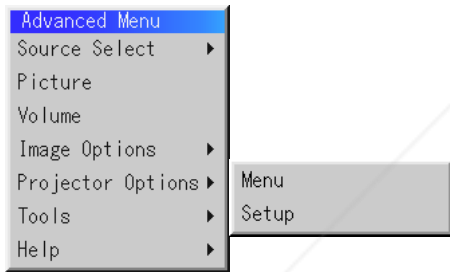 Advanced Menu
Source Select
Picture
Volume
Image Options
Projector Options
Tools
Help
Menu
Setup